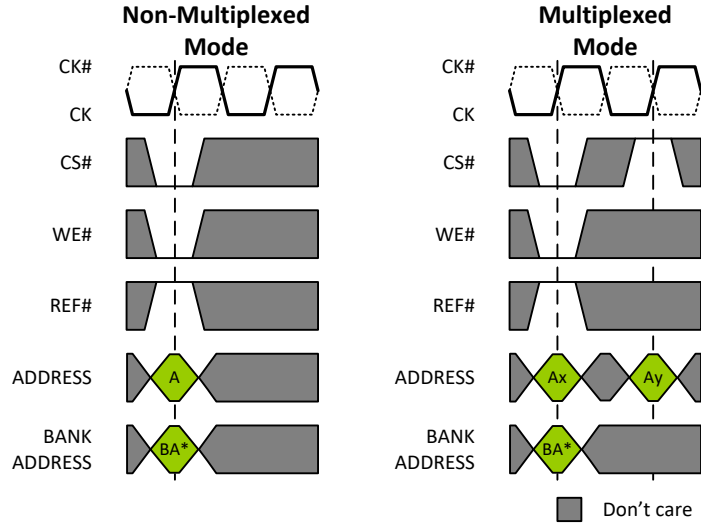 Non-Multiplexed
Mode
CK#
CK
CS#
WE#
REF#
ADDRESS
A
BANK
ADDRESS
BA*
Multiplexed
Mode
CK#
CK
CS#
WE#
REF#
ADDRESS
Ax
Ay
BANK
ADDRESS
BA*
Don't care